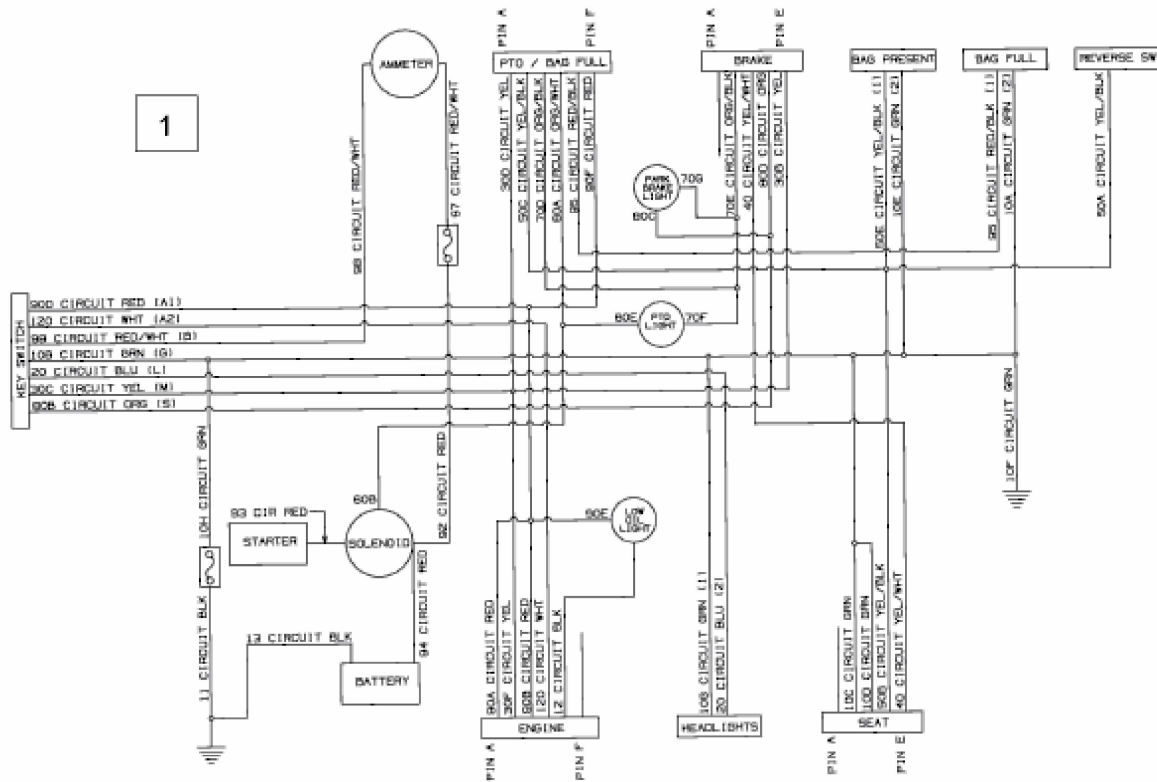 1
AMMETER
PIN A
PIN F
PTO / BAG FULL
PIN A
PIN E
BRAKE
BAG PRESENT
BAG FULL
REVERSE SW
98 CIRCUIT RED/WHT
97 CIRCUIT RED/WHT
30D CIRCUIT YEL
50C CIRCUIT YEL/BLK
70D CIRCUIT ORG/BLK
60A CIRCUIT ORG/WHT
95 CIRCUIT RED/BLK
90F CIRCUIT RED
70E CIRCUIT ORG/BLK
40 CIRCUIT YEL/WHT
80D CIRCUIT ORG
30B CIRCUIT YEL
50E CIRCUIT YEL/BLK (1)
10E CIRCUIT GRN (2)
95 CIRCUIT RED/BLK (1)
10A CIRCUIT GRN (2)
50A CIRCUIT YEL/BLK
PARK
BRAKE
LIGHT
70G
80C
KEY SWITCH
90D CIRCUIT RED (A1)
120 CIRCUIT WHT (A2)
CIRCUIT RED/WHT (B)
10B CIRCUIT GRN (G)
20 CIRCUIT BLU (L)
30C CIRCUIT YEL (M)
80B CIRCUIT ORG (S)
60E
PTO
LIGHT
70F
10H CIRCUIT GRN
92 CIRCUIT RED
10F CIRCUIT GRN
60B
93 CIR RED
STARTER
SOLENOID
90E
LOW
OIL
LIGHT
94 CIRCUIT RED
11 CIRCUIT BLK
13 CIRCUIT BLK
BATTERY
90A CIRCUIT RED
30F CIRCUIT YEL
90B CIRCUIT RED
120 CIRCUIT WHT
12 CIRCUIT BLK
ENGINE
PIN A
PIN F
10G CIRCUIT GRN (1)
20 CIRCUIT BLU (2)
HEADLIGHTS
10C CIRCUIT GRN
10D CIRCUIT GRN
50B CIRCUIT YEL/BLK
40 CIRCUIT YEL/WHT
SEAT
PIN A
PIN E